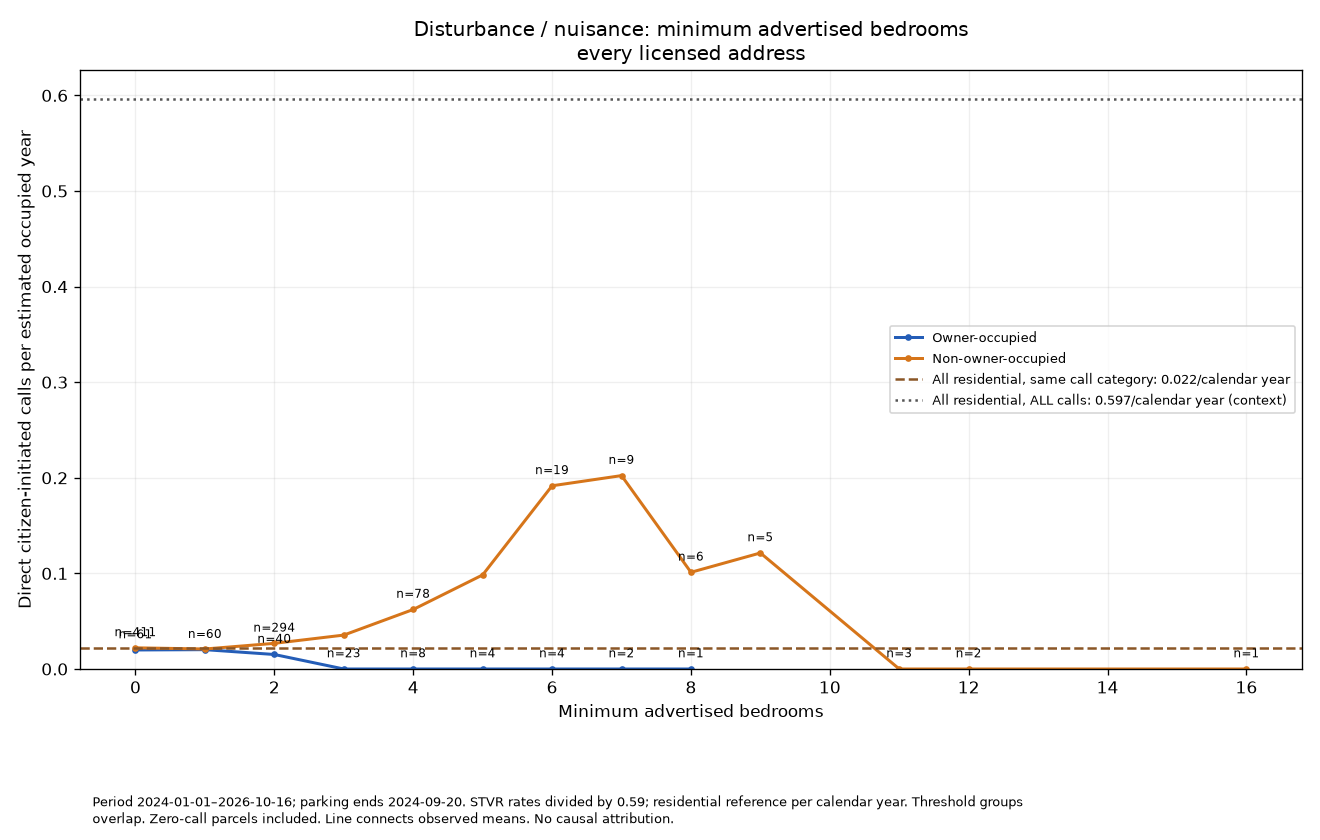 Disturbance / nuisance: minimum advertised bedrooms
every licensed address
Direct citizen-initiated calls per estimated occupied year
0.6
0.5
0.4
0.3
0.2
0.1
0.0
Owner-occupied
Non-owner-occupied
All residential, same call category: 0.022/calendar year
All residential, ALL calls: 0.597/calendar year (context)
n=19
n=9
n=6
n=5
n=78
n=411
n=61
n=60
n=294
n=40
n=23
n=8
n=4
n=4
n=2
n=1
n=3
n=2
n=1
0 2 4 6 8 10 12 14 16
Minimum advertised bedrooms
Period 2024-01-01–2026-10-16; parking ends 2024-09-20. STVR rates divided by 0.59; residential reference per calendar year. Threshold groups
overlap. Zero-call parcels included. Line connects observed means. No causal attribution.